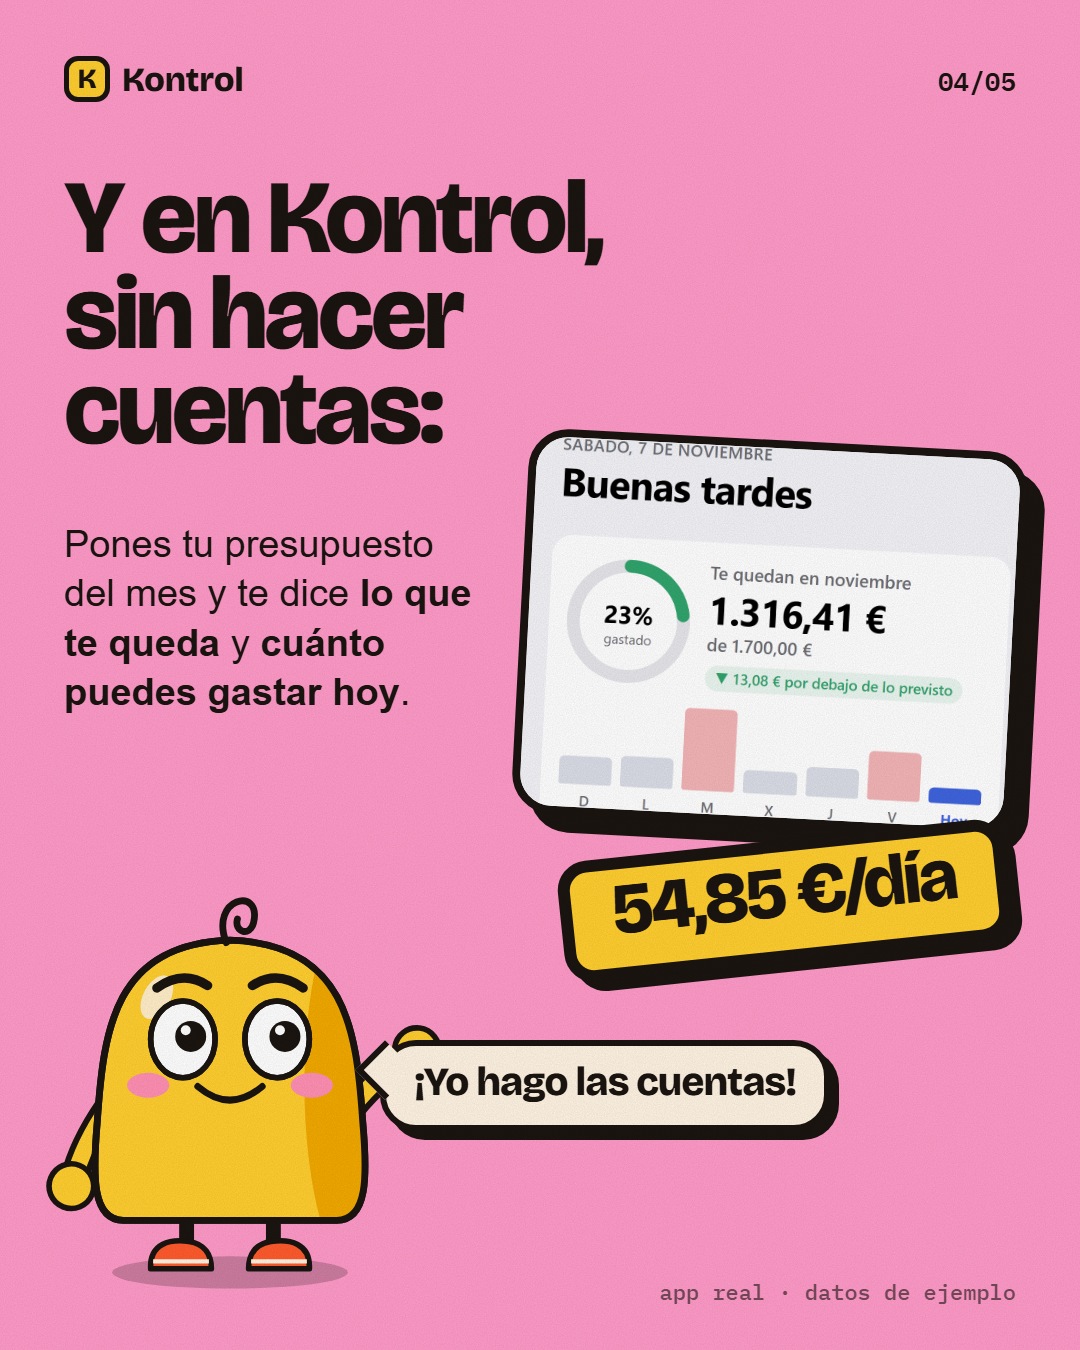 K Kontrol
04/05
Y en Kontrol,
sin hacer
cuentas:
Pones tu presupuesto
del mes y te dice lo que
te queda y cuánto
puedes gastar hoy.
SÁBADO, 7 DE NOVIEMBRE
Buenas tardes
23%
gastado
Te quedan en noviembre
1.316,41 €
de 1.700,00 €
▼ 13,08 € por debajo de lo previsto
D L M X J V Hoy
54,85 €/día
¡Yo hago las cuentas!
app real · datos de ejemplo